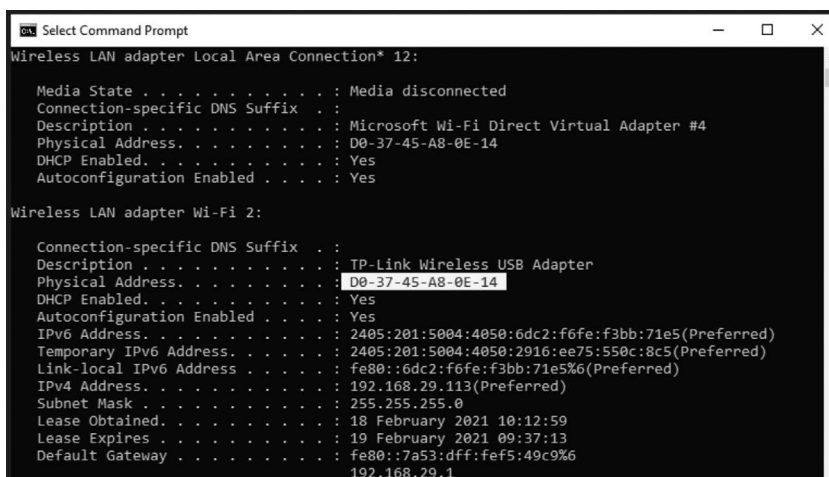 Select Command Prompt
Wireless LAN adapter Local Area Connection* 12:
Media State . . . . . . . . . . . : Media disconnected
Connection-specific DNS Suffix  . :
Description . . . . . . . . . . . : Microsoft Wi-Fi Direct Virtual Adapter #4
Physical Address. . . . . . . . . : D0-37-45-A8-0E-14
DHCP Enabled. . . . . . . . . . . : Yes
Autoconfiguration Enabled . . . . : Yes
Wireless LAN adapter Wi-Fi 2:
Connection-specific DNS Suffix  . :
Description . . . . . . . . . . . : TP-Link Wireless USB Adapter
Physical Address. . . . . . . . . : D0-37-45-A8-0E-14
DHCP Enabled. . . . . . . . . . . : Yes
Autoconfiguration Enabled . . . . : Yes
IPv6 Address. . . . . . . . . . . : 2405:201:5004:4050:6dc2:f6fe:f3bb:71e5(Preferred)
Temporary IPv6 Address. . . . . . : 2405:201:5004:4050:2916:ee75:550c:8c5(Preferred)
Link-local IPv6 Address . . . . . : fe80::6dc2:f6fe:f3bb:71e5%6(Preferred)
IPv4 Address. . . . . . . . . . . : 192.168.29.113(Preferred)
Subnet Mask . . . . . . . . . . . : 255.255.255.0
Lease Obtained. . . . . . . . . . : 18 February 2021 10:12:59
Lease Expires . . . . . . . . . . : 19 February 2021 09:37:13
Default Gateway . . . . . . . . . : fe80::7a53:dff:fef5:49c9%6
192.168.29.1